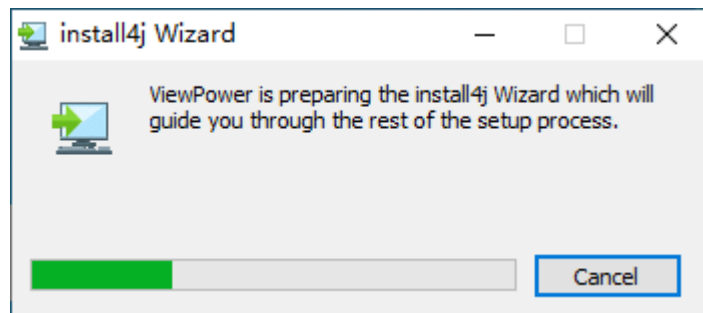 install4j Wizard
ViewPower is preparing the install4j Wizard which will
guide you through the rest of the setup process.
Cancel